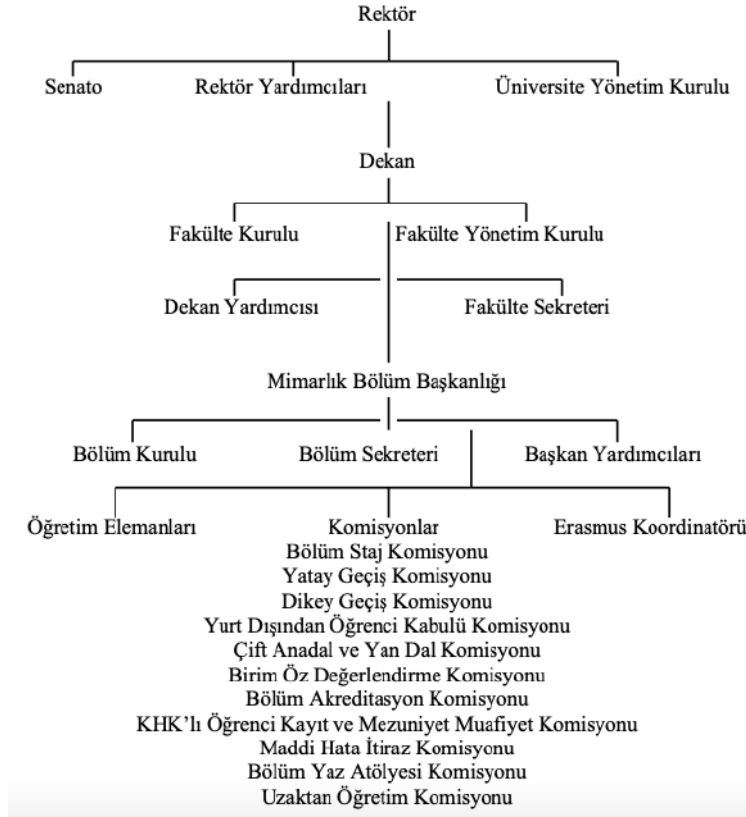 Rektör
Senato Rektör Yardımcıları Üniversite Yönetim Kurulu
Dekan
Fakülte Kurulu Fakülte Yönetim Kurulu
Dekan Yardımcısı Fakülte Sekreteri
Mimarlık Bölüm Başkanlığı
Bölüm Kurulu Bölüm Sekreteri Başkan Yardımcıları
Öğretim Elemanları Komisyonlar Erasmus Koordinatörü
Bölüm Staj Komisyonu
Yatay Geçiş Komisyonu
Dikey Geçiş Komisyonu
Yurt Dışından Öğrenci Kabulü Komisyonu
Çift Anadal ve Yan Dal Komisyonu
Birim Öz Değerlendirme Komisyonu
Bölüm Akreditasyon Komisyonu
KHK’lı Öğrenci Kayıt ve Mezuniyet Muafiyet Komisyonu
Maddi Hata İtiraz Komisyonu
Bölüm Yaz Atölyesi Komisyonu
Uzaktan Öğretim Komisyonu